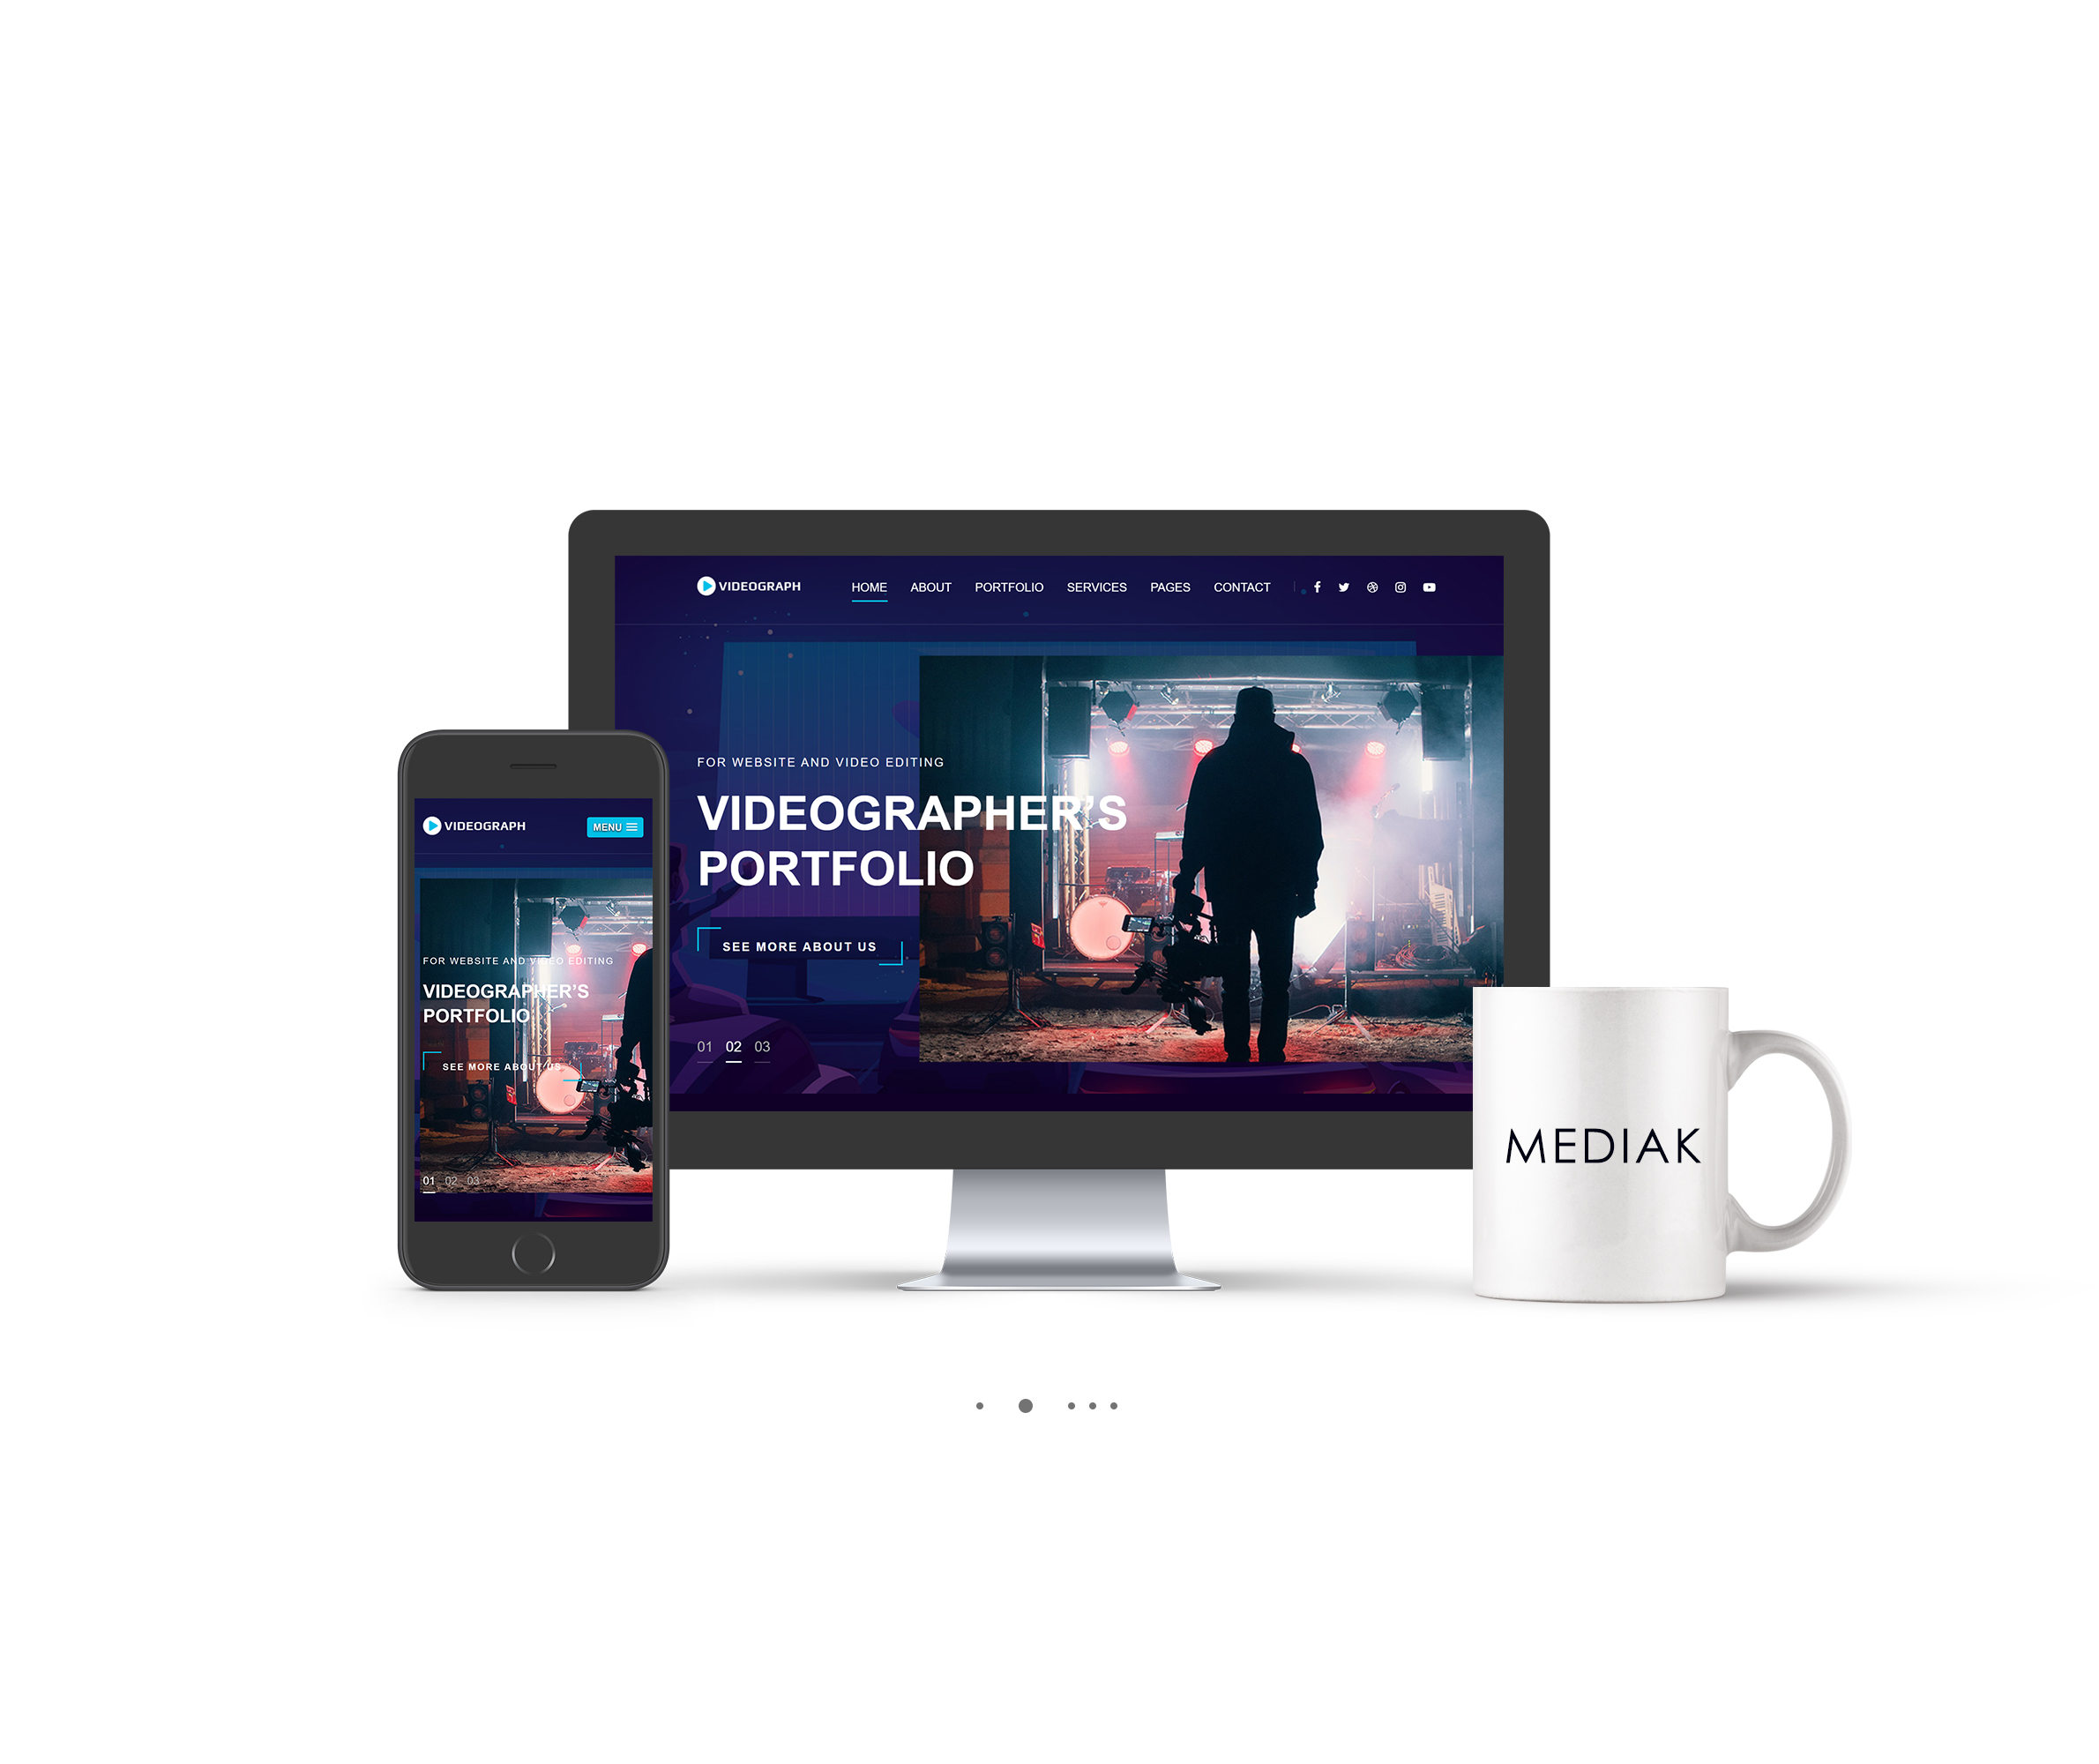 VIDEOGRAPH
HOME ABOUT PORTFOLIO SERVICES PAGES CONTACT
FOR WEBSITE AND VIDEO EDITING
VIDEOGRAPHER'S
PORTFOLIO
SEE MORE ABOUT US
01 02 03
VIDEOGRAPH
MENU
FOR WEBSITE AND VIDEO EDITING
VIDEOGRAPHER'S
PORTFOLIO
SEE MORE ABOUT US
01 02 03
MEDIAK